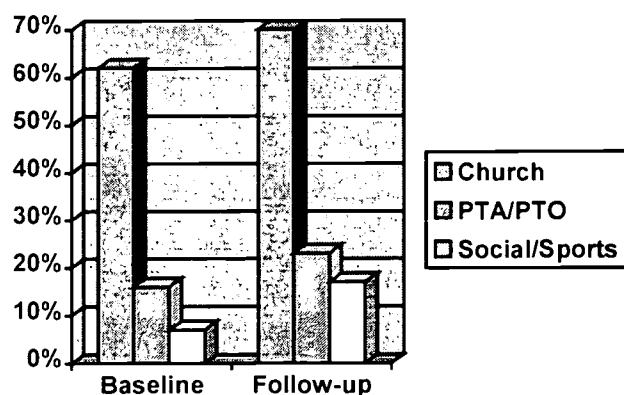 70%
60%
50%
40%
30%
20%
10%
0%
Baseline Follow-up
Church
PTA/PTO
Social/Sports